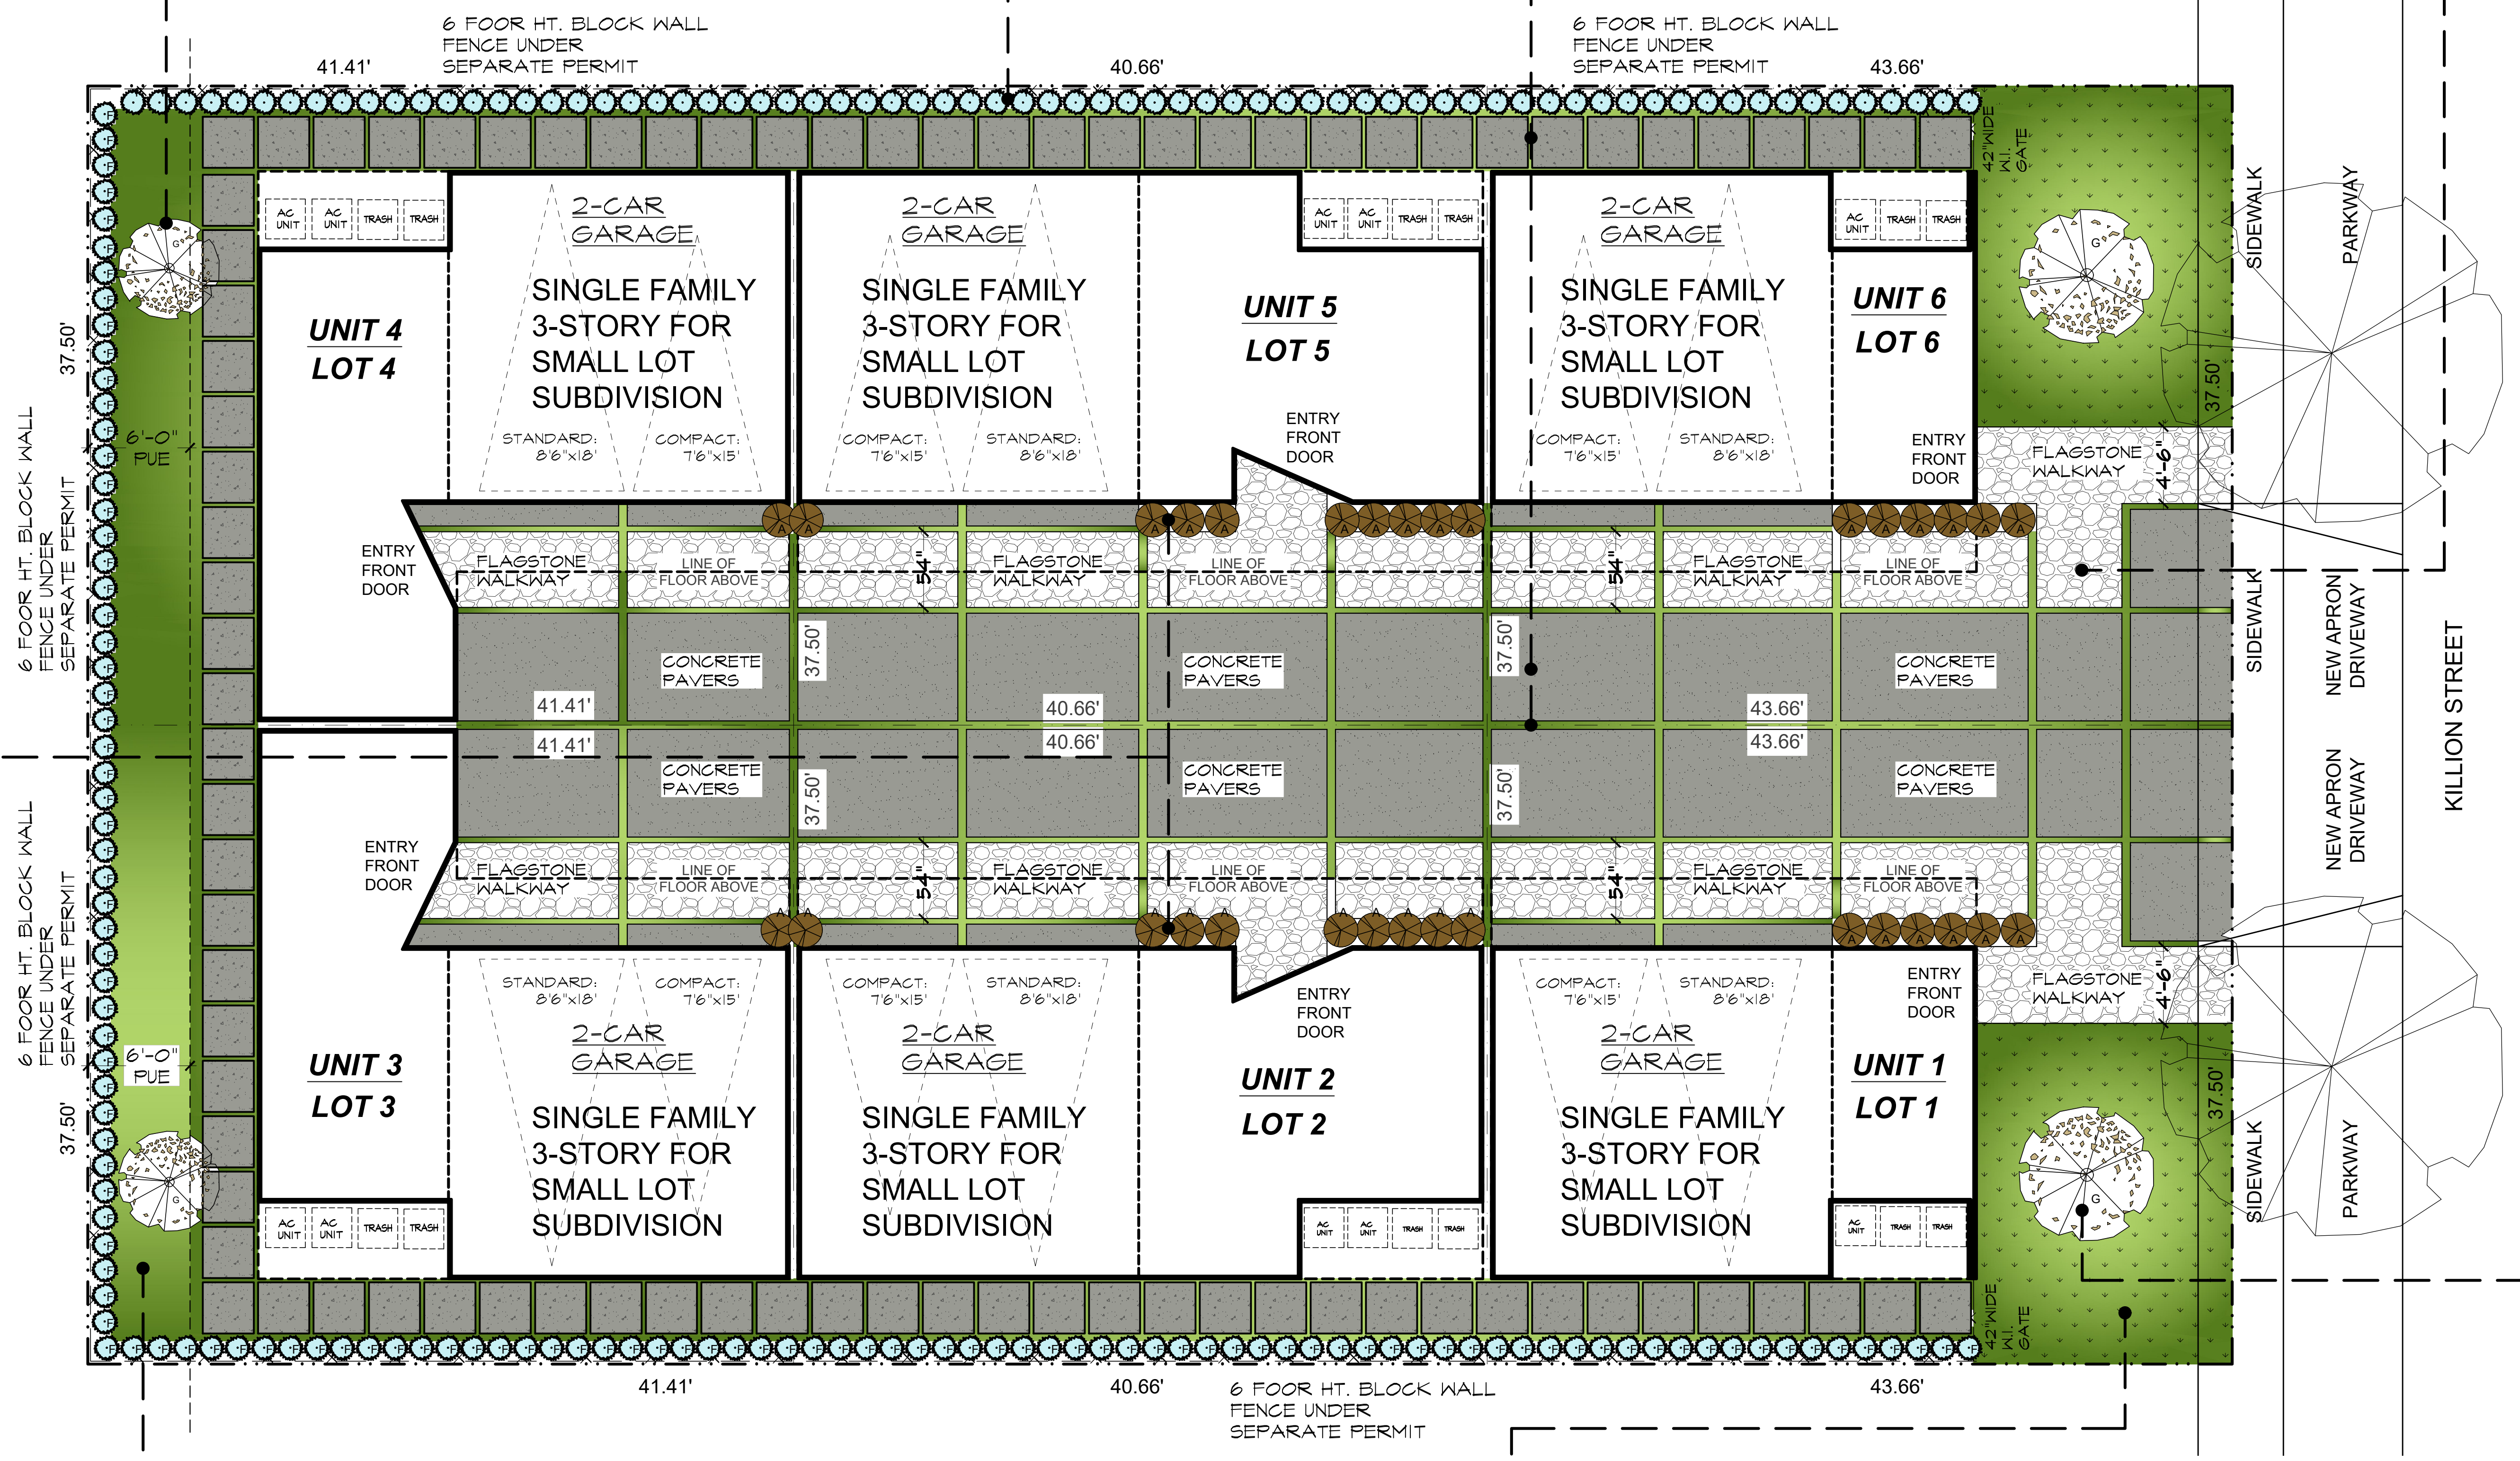 6 FOOR HT. BLOCK WALL
FENCE UNDER
SEPARATE PERMIT
6 FOOR HT. BLOCK WALL
FENCE UNDER
SEPARATE PERMIT
41.41'
40.66'
43.66'
42"WIDE
W.I.
GATE
SIDEWALK
PARKWAY
AC
UNIT
AC
UNIT
TRASH
TRASH
2-CAR
GARAGE
2-CAR
GARAGE
AC
UNIT
AC
UNIT
TRASH
TRASH
2-CAR
GARAGE
AC
UNIT
TRASH
TRASH
G
G
UNIT 4
LOT 4
SINGLE FAMILY
3-STORY FOR
SMALL LOT
SUBDIVISION
SINGLE FAMILY
3-STORY FOR
SMALL LOT
SUBDIVISION
UNIT 5
LOT 5
SINGLE FAMILY
3-STORY FOR
SMALL LOT
SUBDIVISION
UNIT 6
LOT 6
37.50'
37.50'
6'-0"
PUE
STANDARD:
8'6"x18'
COMPACT:
7'6"x15'
COMPACT:
7'6"x15'
STANDARD:
8'6"x18'
ENTRY
FRONT
DOOR
COMPACT:
7'6"x15'
STANDARD:
8'6"x18'
ENTRY
FRONT
DOOR
FLAGSTONE
WALKWAY
4'-6"
6 FOOR HT. BLOCK WALL
FENCE UNDER
SEPARATE PERMIT
ENTRY
FRONT
DOOR
FLAGSTONE
WALKWAY
LINE OF
FLOOR ABOVE
54"
FLAGSTONE
WALKWAY
LINE OF
FLOOR ABOVE
54"
FLAGSTONE
WALKWAY
LINE OF
FLOOR ABOVE
SIDEWALK
NEW APRON
DRIVEWAY
CONCRETE
PAVERS
37.50'
CONCRETE
PAVERS
37.50'
CONCRETE
PAVERS
41.41'
40.66'
43.66'
KILLION STREET
41.41'
40.66'
43.66'
CONCRETE
PAVERS
37.50'
CONCRETE
PAVERS
37.50'
CONCRETE
PAVERS
NEW APRON
DRIVEWAY
6 FOOR HT. BLOCK WALL
FENCE UNDER
SEPARATE PERMIT
ENTRY
FRONT
DOOR
FLAGSTONE
WALKWAY
LINE OF
FLOOR ABOVE
54"
FLAGSTONE
WALKWAY
LINE OF
FLOOR ABOVE
54"
FLAGSTONE
WALKWAY
LINE OF
FLOOR ABOVE
STANDARD:
8'6"x18'
COMPACT:
7'6"x15'
COMPACT:
7'6"x15'
STANDARD:
8'6"x18'
ENTRY
FRONT
DOOR
COMPACT:
7'6"x15'
STANDARD:
8'6"x18'
ENTRY
FRONT
DOOR
FLAGSTONE
WALKWAY
4'-6"
6'-0"
PUE
2-CAR
GARAGE
2-CAR
GARAGE
2-CAR
GARAGE
UNIT 3
LOT 3
SINGLE FAMILY
3-STORY FOR
SMALL LOT
SUBDIVISION
SINGLE FAMILY
3-STORY FOR
SMALL LOT
SUBDIVISION
UNIT 2
LOT 2
SINGLE FAMILY
3-STORY FOR
SMALL LOT
SUBDIVISION
UNIT 1
LOT 1
37.50'
37.50'
G
G
AC
UNIT
AC
UNIT
TRASH
TRASH
AC
UNIT
AC
UNIT
TRASH
TRASH
AC
UNIT
TRASH
TRASH
SIDEWALK
PARKWAY
42"WIDE
W.I.
GATE
41.41'
40.66'
43.66'
6 FOOR HT. BLOCK WALL
FENCE UNDER
SEPARATE PERMIT